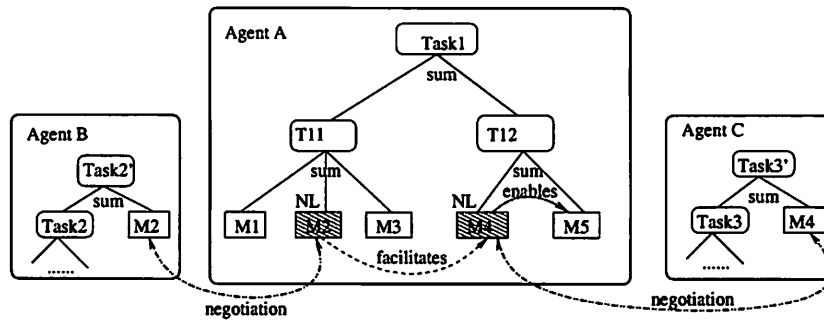 Agent A
Task1
sum
Agent B
Agent C
T11
T12
Task2'
Task3'
sum
sum
enables
sum
sum
NL
NL
Task2
M2
M1
M2
M3
M4
M5
Task3
M4
facilitates
......
......
negotiation
negotiation